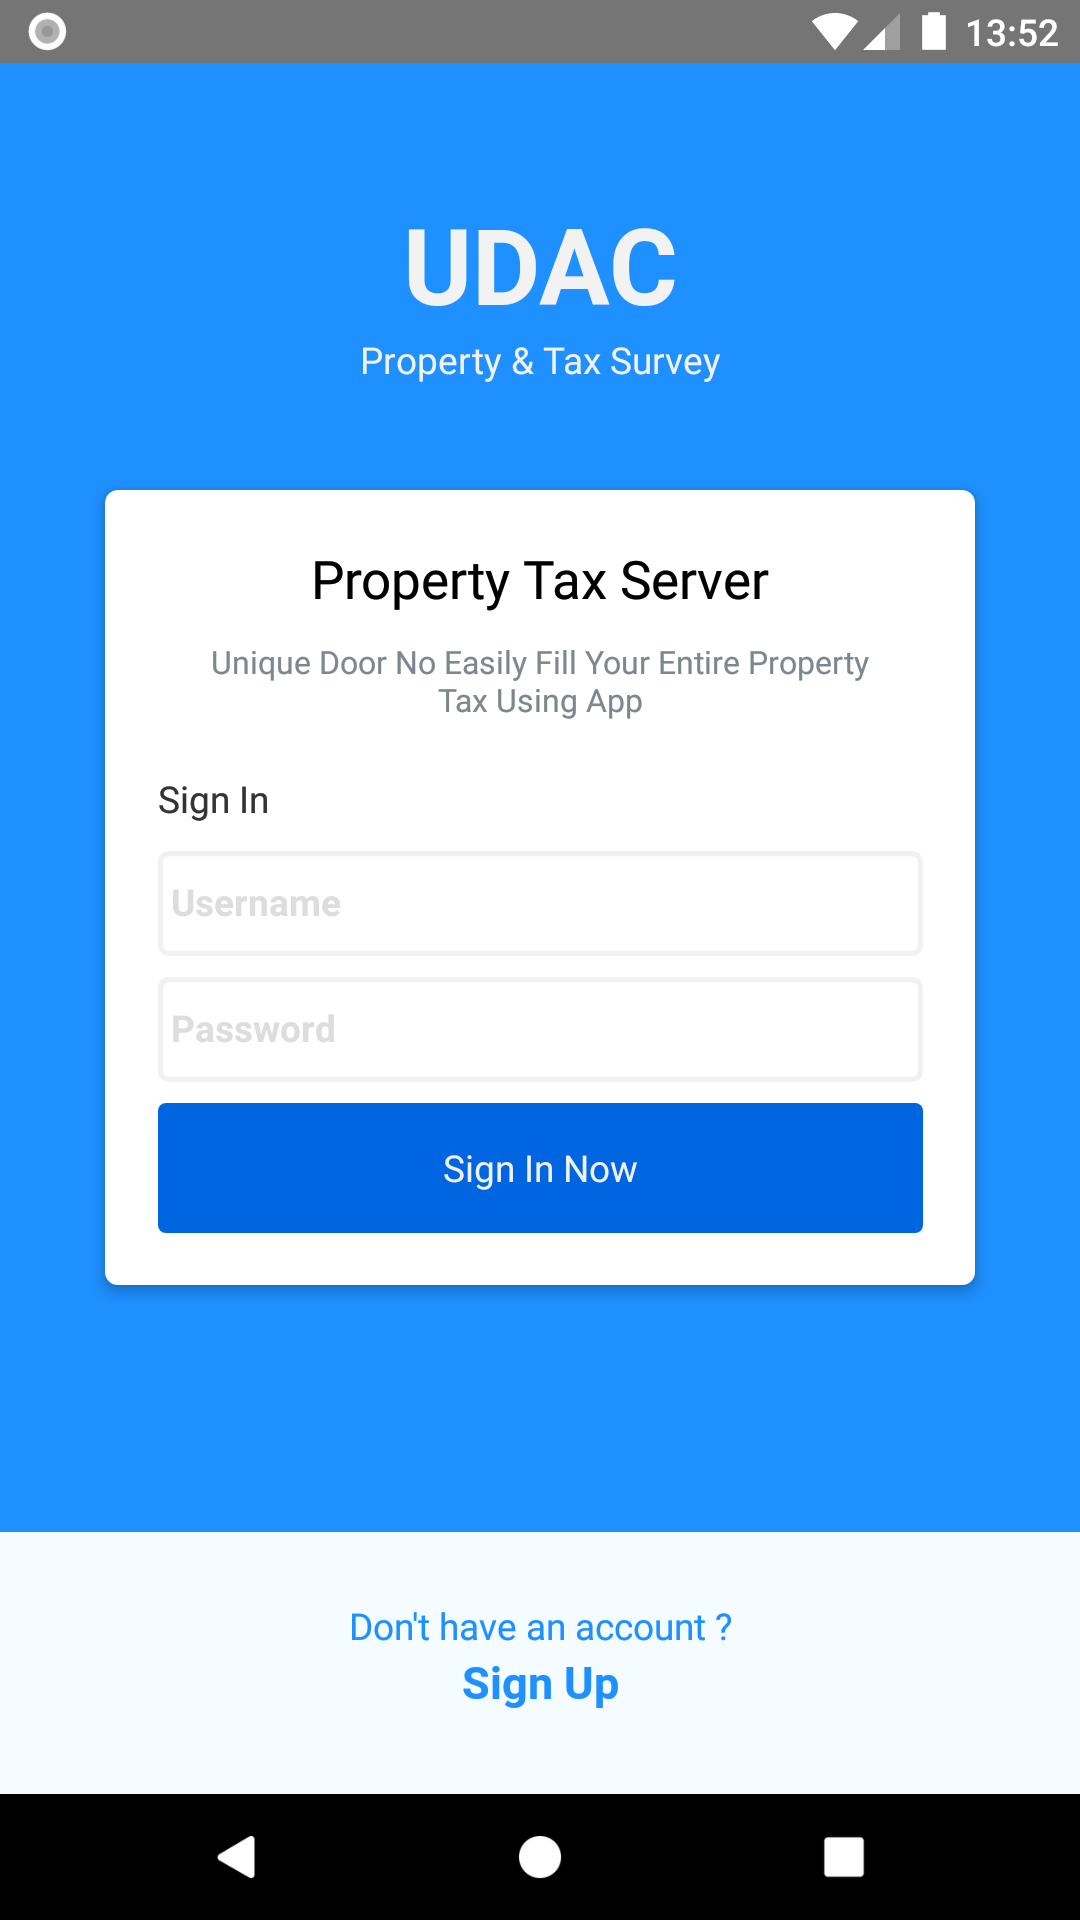 13:52
UDAC
Property & Tax Survey
Property Tax Server
Unique Door No Easily Fill Your Entire Property
Tax Using App
Sign In
Username
Password
Sign In Now
Don't have an account ?
Sign Up